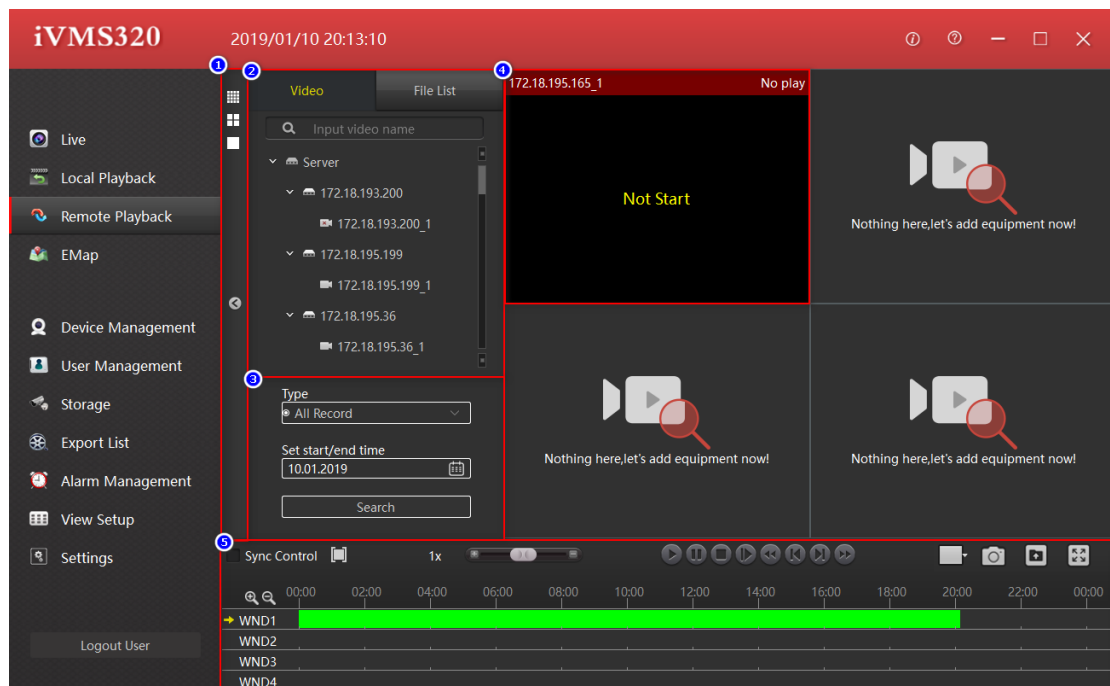 iVMS320 2019/01/10 20:13:10
1
2
3
4
5
Live
Local Playback
Remote Playback
EMap
Device Management
User Management
Storage
Export List
Alarm Management
View Setup
Settings
Logout User
Video File List
Input video name
Server
172.18.193.200
172.18.193.200_1
172.18.195.199
172.18.195.199_1
172.18.195.36
172.18.195.36_1
Type
All Record
Set start/end time
10.01.2019
Search
172.18.195.165_1 No play
Not Start
Nothing here,let's add equipment now!
Nothing here,let's add equipment now!
Nothing here,let's add equipment now!
Sync Control 1x
00:00 02:00 04:00 06:00 08:00 10:00 12:00 14:00 16:00 18:00 20:00 22:00 00:00
WND1
WND2
WND3
WND4